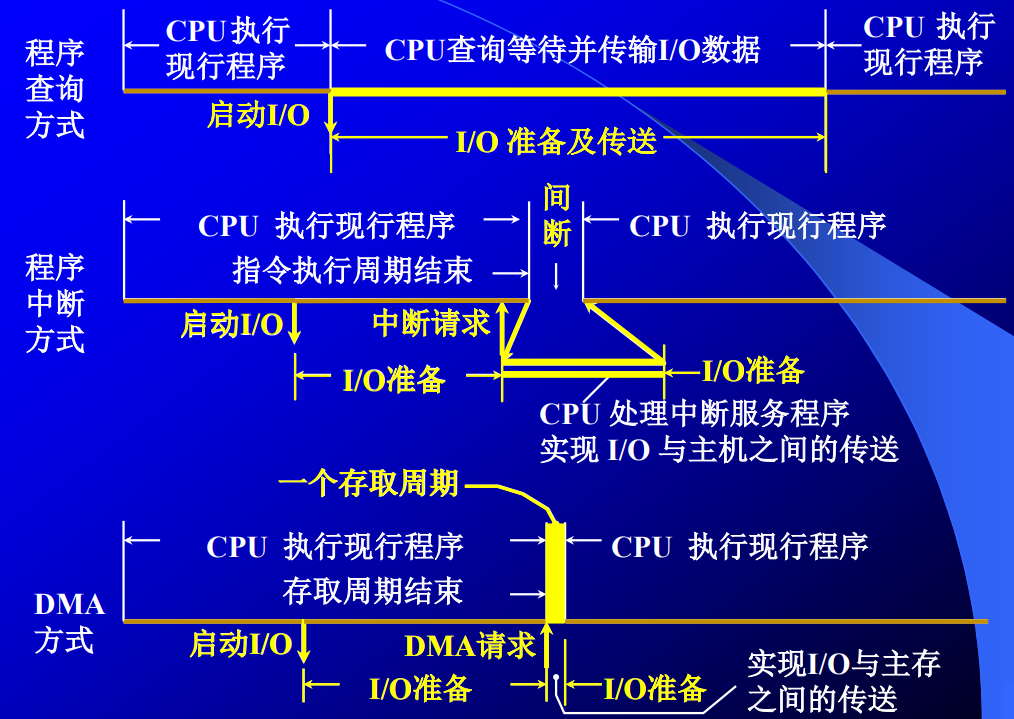 程序
查询
方式
CPU执行
现行程序
CPU查询等待并传输I/O数据
CPU 执行
现行程序
启动I/O
I/O 准备及传送
程序
中断
方式
CPU 执行现行程序
指令执行周期结束
间
断
CPU 执行现行程序
启动I/O
中断请求
I/O准备
I/O准备
CPU 处理中断服务程序
实现 I/O 与主机之间的传送
一个存取周期
DMA
方式
CPU 执行现行程序
存取周期结束
CPU 执行现行程序
启动I/O
DMA请求
I/O准备
I/O准备
实现I/O与主存
之间的传送